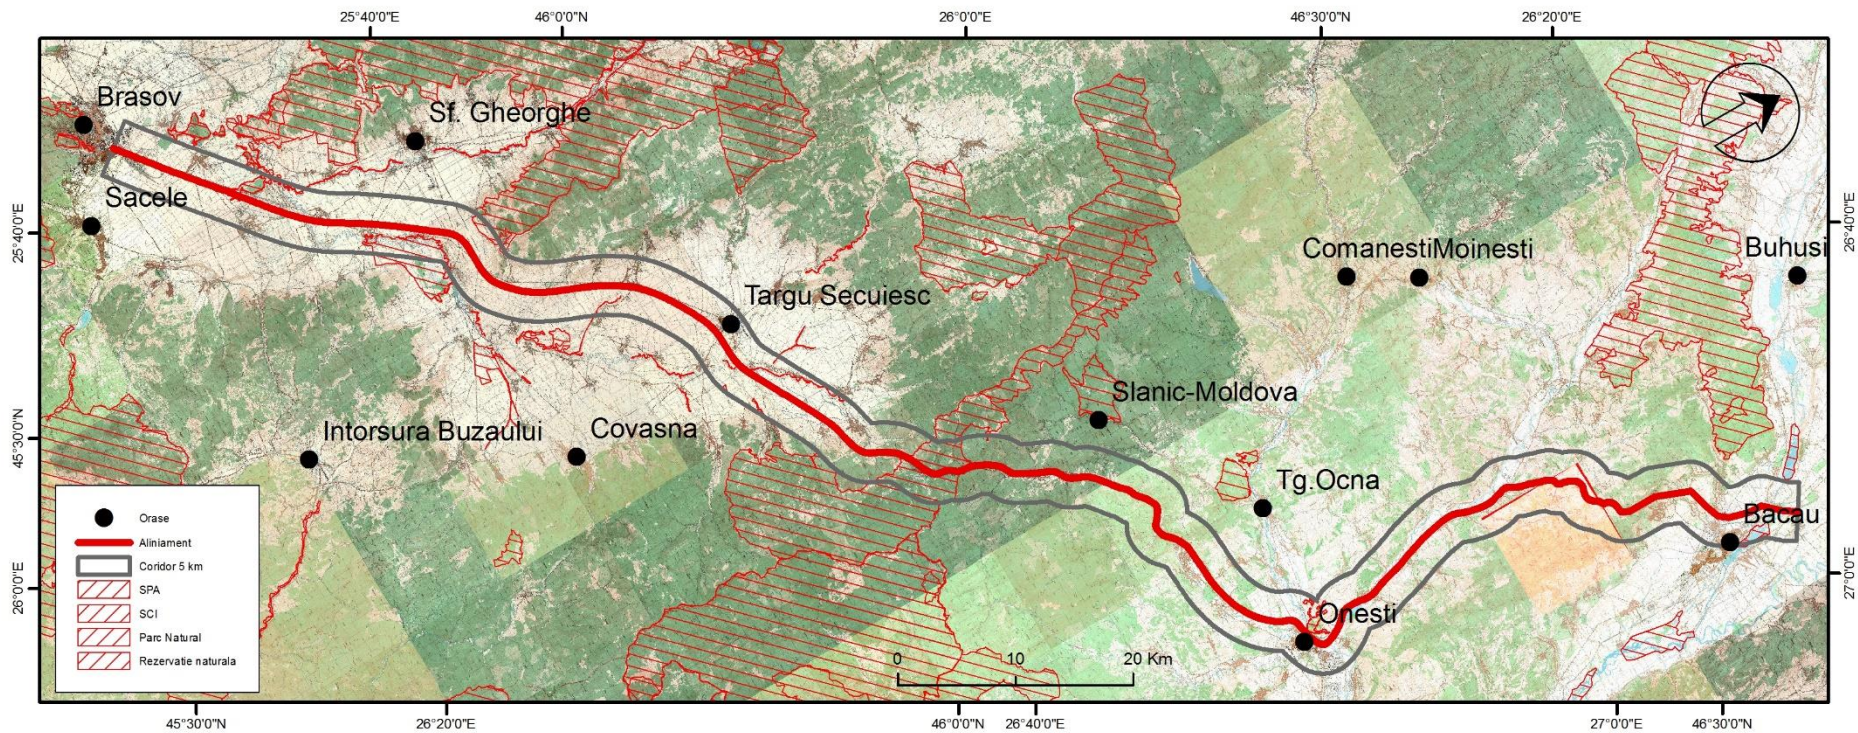 25°40'0"E 46°0'0"N 26°0'0"E 46°30'0"N 26°20'0"E
Brasov
Sf. Gheorghe
Sacele
25°40'0"E
26°40'0"E
ComanestiMoinesti
Buhusi
Targu Secuiesc
Slanic-Moldova
45°30'0"N
Intorsura Buzaului
Covasna
Tg.Ocna
Bacau
Orase
Aliniament
Coridor 5 km
SPA
SCI
Parc Natural
Rezervatie naturala
26°0'0"E
27°0'0"E
Onesti
0 10 20 Km
45°30'0"N 26°20'0"E 46°0'0"N 26°40'0"E 27°0'0"E 46°30'0"N